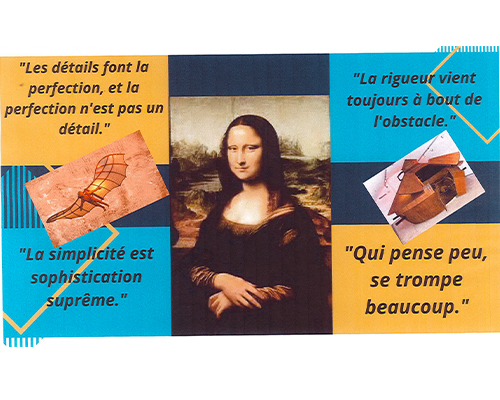 "Les détails font la
perfection, et la
perfection n'est pas un
détail."
"La simplicité est
sophistication
suprême."
"La rigueur vient
toujours à bout de
l'obstacle."
"Qui pense peu,
se trompe
beaucoup."